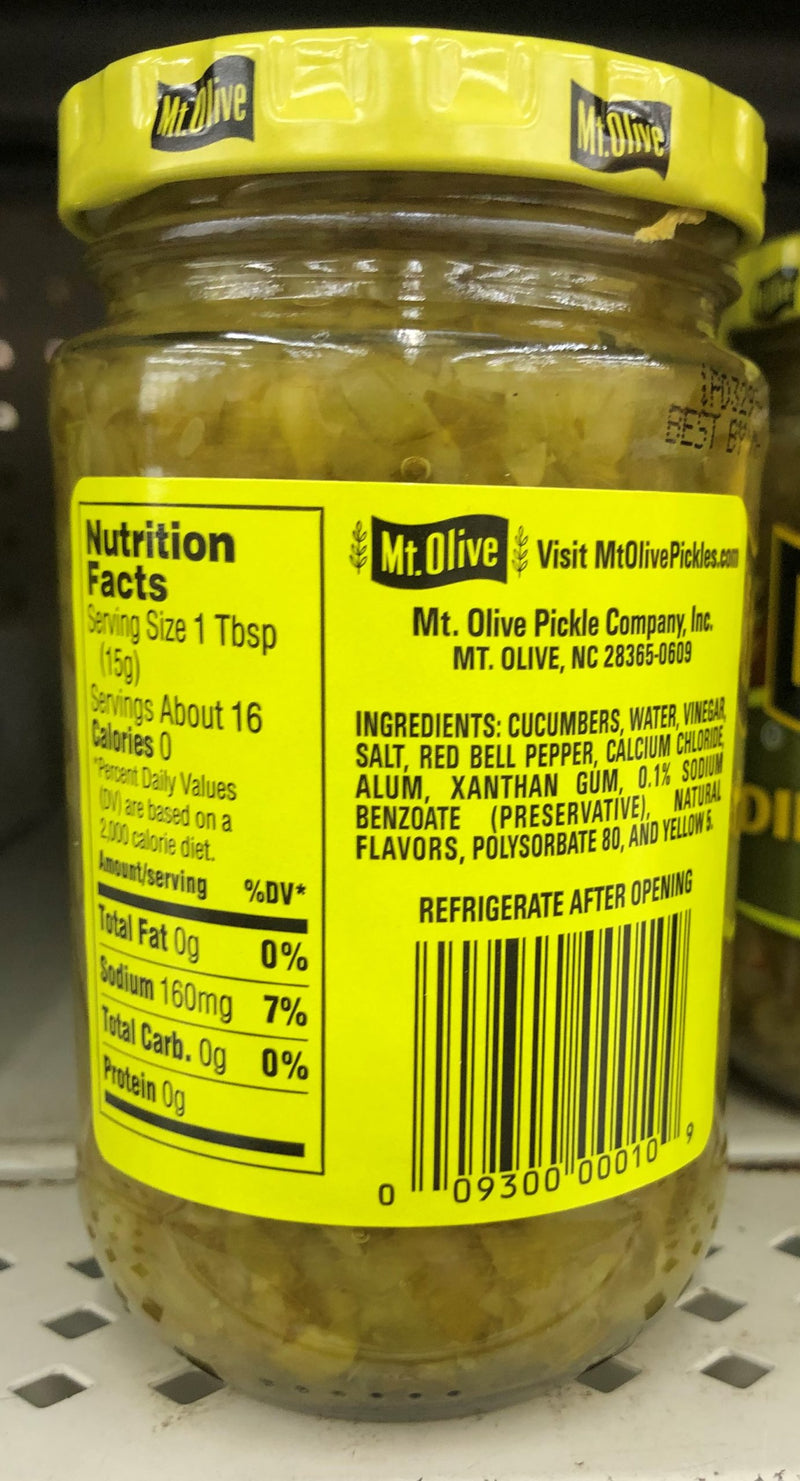 Mt. Olive
Mt. Olive
BEST BY
Nutrition
Facts
Serving Size 1 Tbsp
(15g)
Servings About 16
Calories 0
*Percent Daily Values
(DV) are based on a
2,000 calorie diet.
Amount/serving %DV*
Total Fat 0g 0%
Sodium 160mg 7%
Total Carb. 0g 0%
Protein 0g
Mt. Olive Visit MtOlivePickles.com
Mt. Olive Pickle Company, Inc.
MT. OLIVE, NC 28365-0609
INGREDIENTS: CUCUMBERS, WATER, VINEGAR,
SALT, RED BELL PEPPER, CALCIUM CHLORIDE,
ALUM, XANTHAN GUM, 0.1% SODIUM
BENZOATE (PRESERVATIVE), NATURAL
FLAVORS, POLYSORBATE 80, AND YELLOW 5.
REFRIGERATE AFTER OPENING
0 09300 00010 9